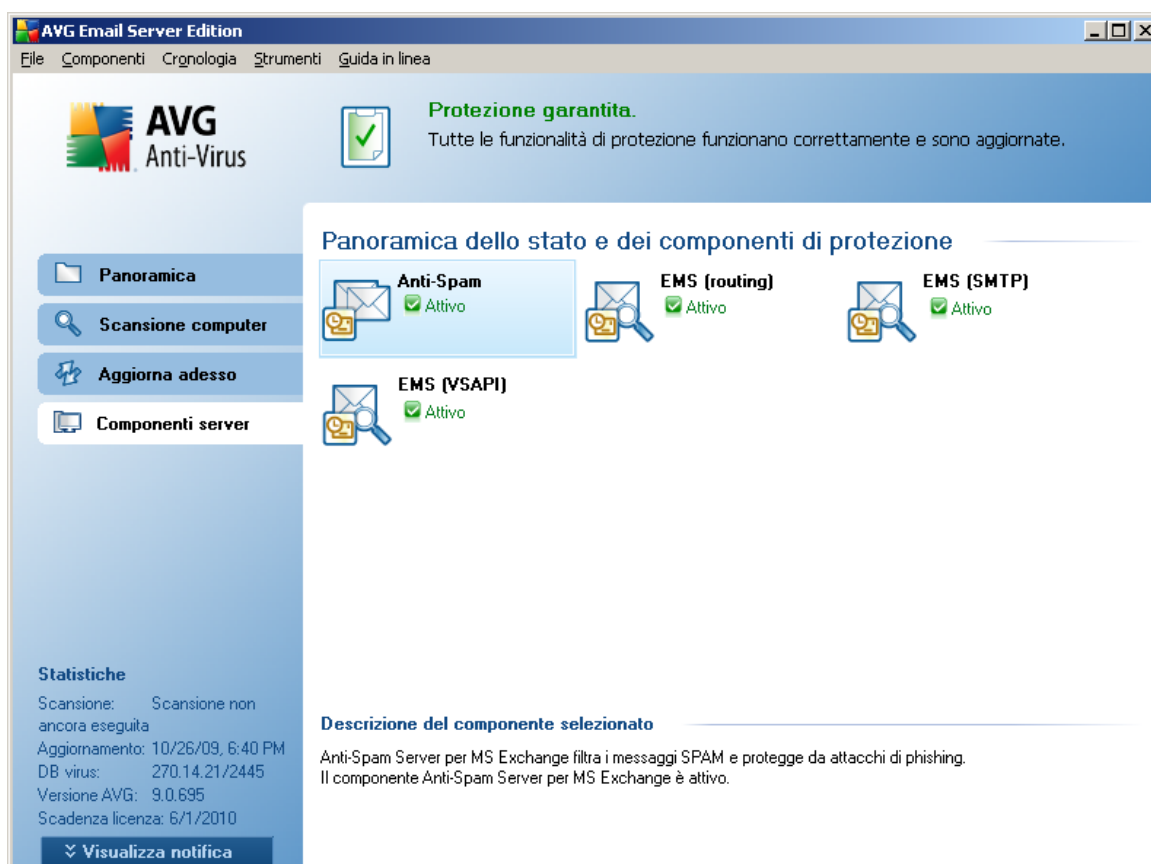 AVG Email Server Edition
File Componenti Cronologia Strumenti Guida in linea
AVG
Anti-Virus
Protezione garantita.
Tutte le funzionalità di protezione funzionano correttamente e sono aggiornate.
Panoramica
Scansione computer
Aggiorna adesso
Componenti server
Panoramica dello stato e dei componenti di protezione
Anti-Spam
Attivo
EMS (routing)
Attivo
EMS (SMTP)
Attivo
EMS (VSAPI)
Attivo
Statistiche
Scansione: Scansione non
ancora eseguita
Aggiornamento: 10/26/09, 6:40 PM
DB virus: 270.14.21/2445
Versione AVG: 9.0.695
Scadenza licenza: 6/1/2010
Visualizza notifica
Descrizione del componente selezionato
Anti-Spam Server per MS Exchange filtra i messaggi SPAM e protegge da attacchi di phishing.
Il componente Anti-Spam Server per MS Exchange è attivo.